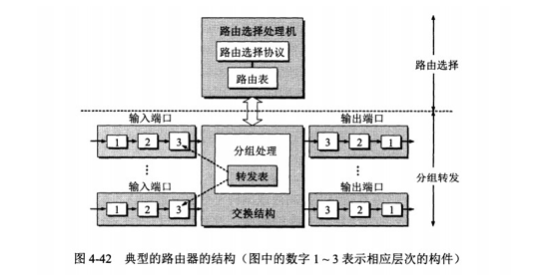 路由选择处理机
路由选择协议
路由表
路由选择
输入端口
输出端口
1 2 3
3 2 1
分组处理
转发表
分组转发
输入端口
输出端口
1 2 3
3 2 1
交换结构
图 4-42 典型的路由器的结构（图中的数字 1 ~ 3 表示相应层次的构件）